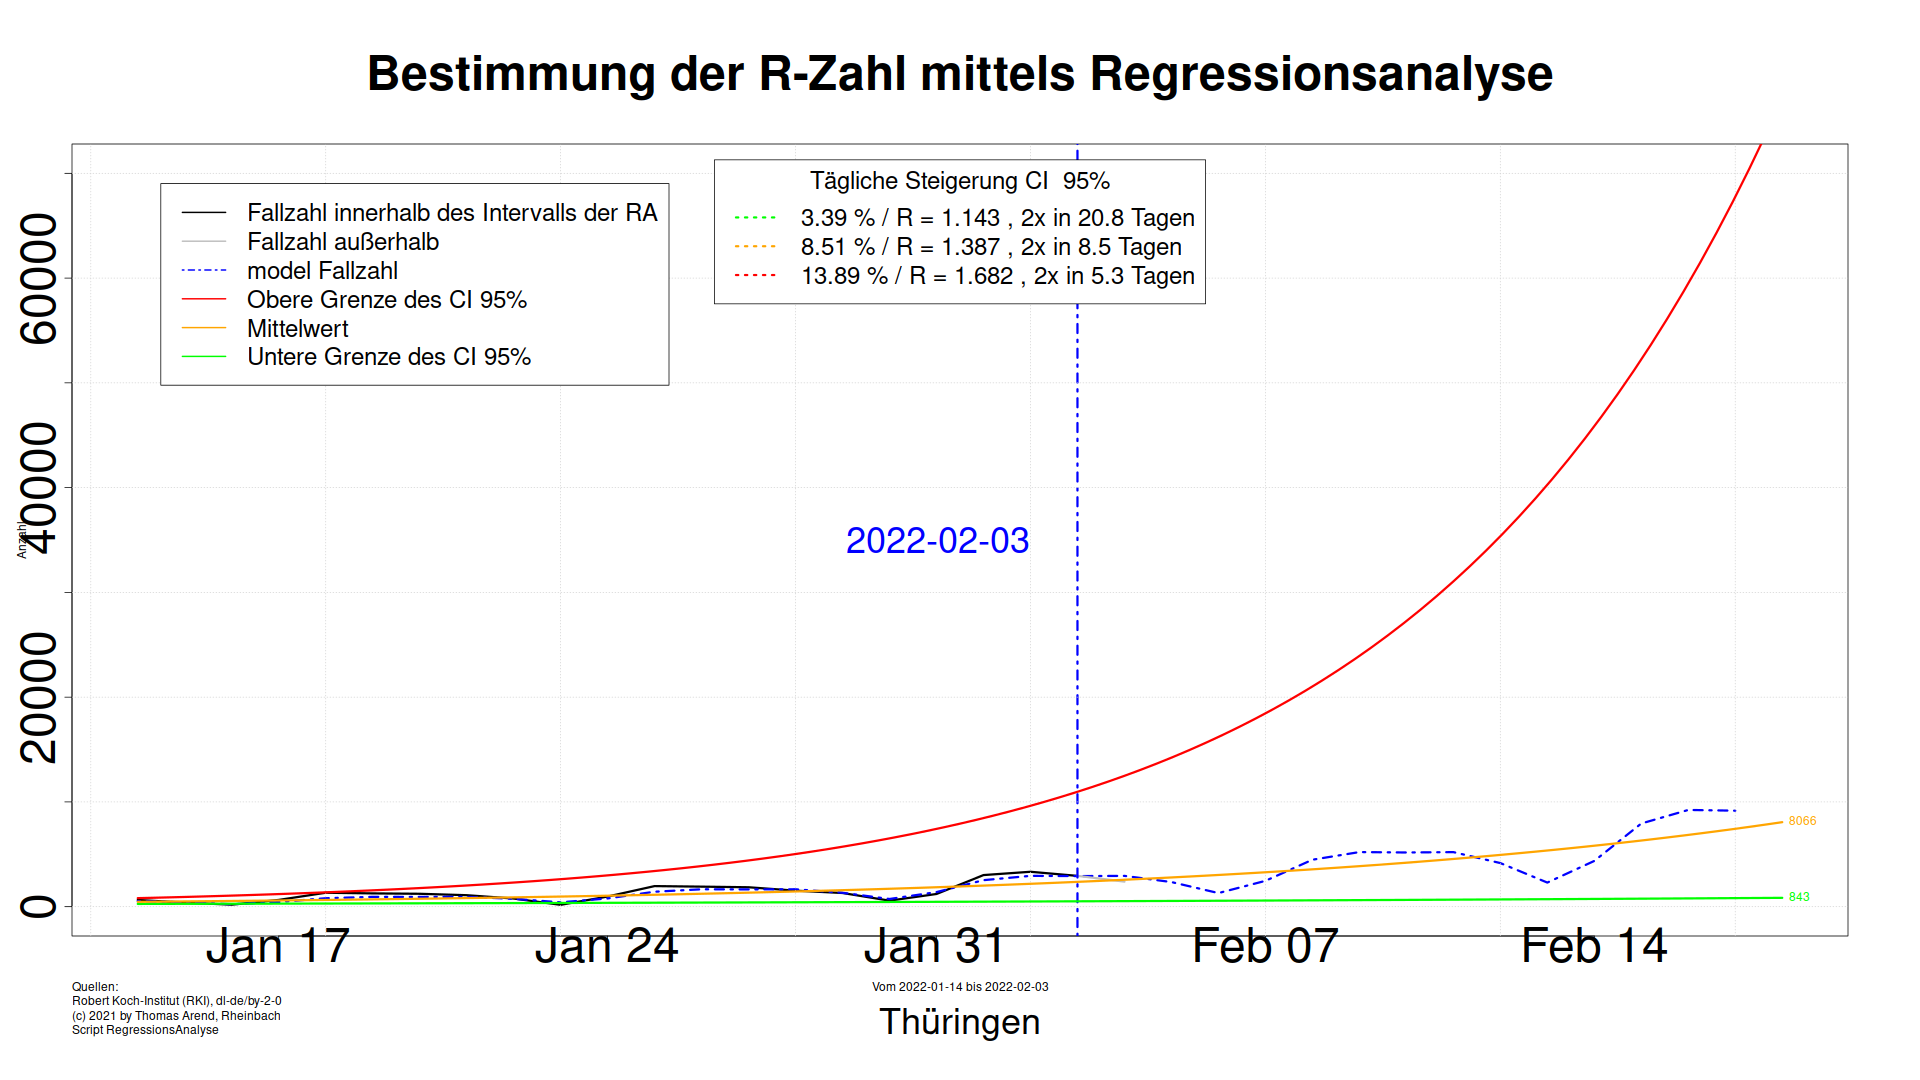 Bestimmung der R-Zahl mittels Regressionsanalyse
Fallzahl innerhalb des Intervalls der RA
Fallzahl außerhalb
model Fallzahl
Obere Grenze des CI 95%
Mittelwert
Untere Grenze des CI 95%
Tägliche Steigerung CI  95%
3.39 % / R = 1.143 , 2x in 20.8 Tagen
8.51 % / R = 1.387 , 2x in 8.5 Tagen
13.89 % / R = 1.682 , 2x in 5.3 Tagen
60000
40000
20000
0
Anzahl
2022-02-03
8066
843
Jan 17
Jan 24
Jan 31
Feb 07
Feb 14
Quellen:
Robert Koch-Institut (RKI), dl-de/by-2-0
(c) 2021 by Thomas Arend, Rheinbach
Script RegressionsAnalyse
Vom 2022-01-14 bis 2022-02-03
Thüringen